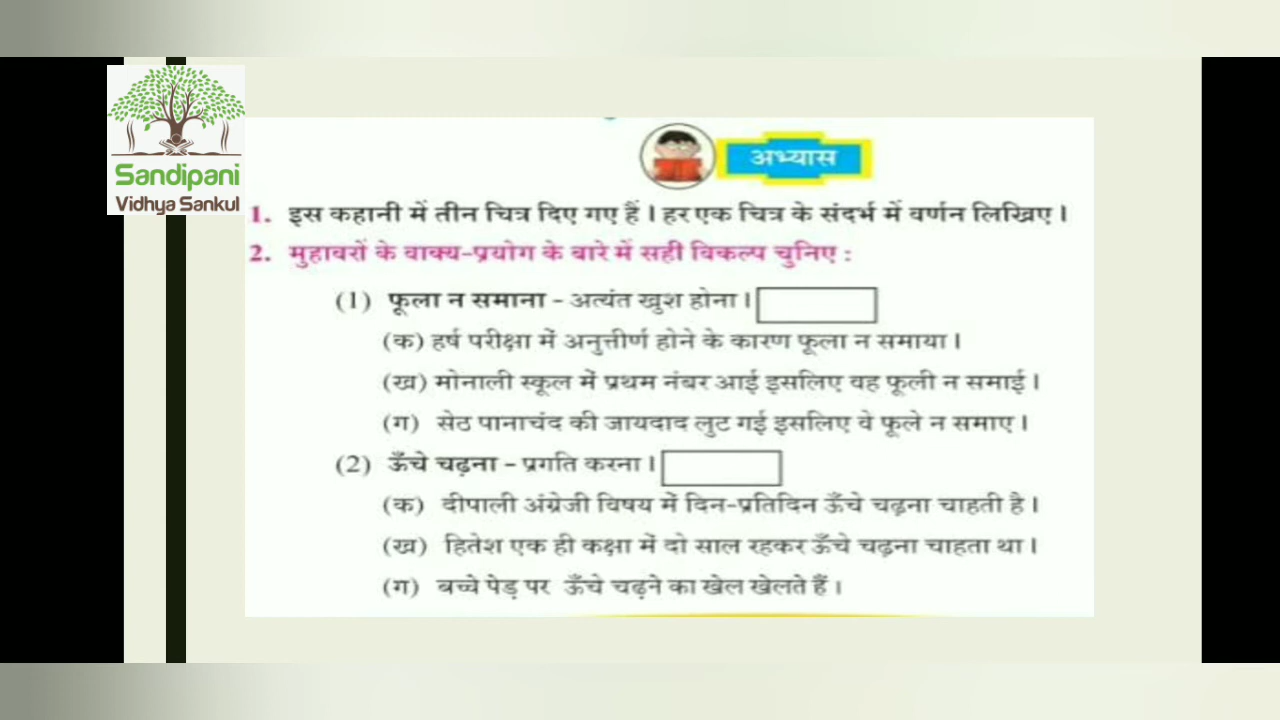 Sandipani
Vidhya Sankul
अभ्यास
1. इस कहानी में तीन चित्र दिए गए हैं । हर एक चित्र के संदर्भ में वर्णन लिखिए ।
2. मुहावरों के वाक्य-प्रयोग के बारे में सही विकल्प चुनिए :
(1) फूला न समाना - अत्यंत खुश होना ।
(क) हर्ष परीक्षा में अनुत्तीर्ण होने के कारण फूला न समाया ।
(ख) मोनाली स्कूल में प्रथम नंबर आई इसलिए वह फूली न समाई ।
(ग) सेठ पानाचंद की जायदाद लुट गई इसलिए वे फूले न समाए ।
(2) ऊँचे चढ़ना - प्रगति करना ।
(क) दीपाली अंग्रेजी विषय में दिन-प्रतिदिन ऊँचे चढ़ना चाहती है ।
(ख) हितेश एक ही कक्षा में दो साल रहकर ऊँचे चढ़ना चाहता था ।
(ग) बच्चे पेड़ पर ऊँचे चढ़ने का खेल खेलते हैं ।